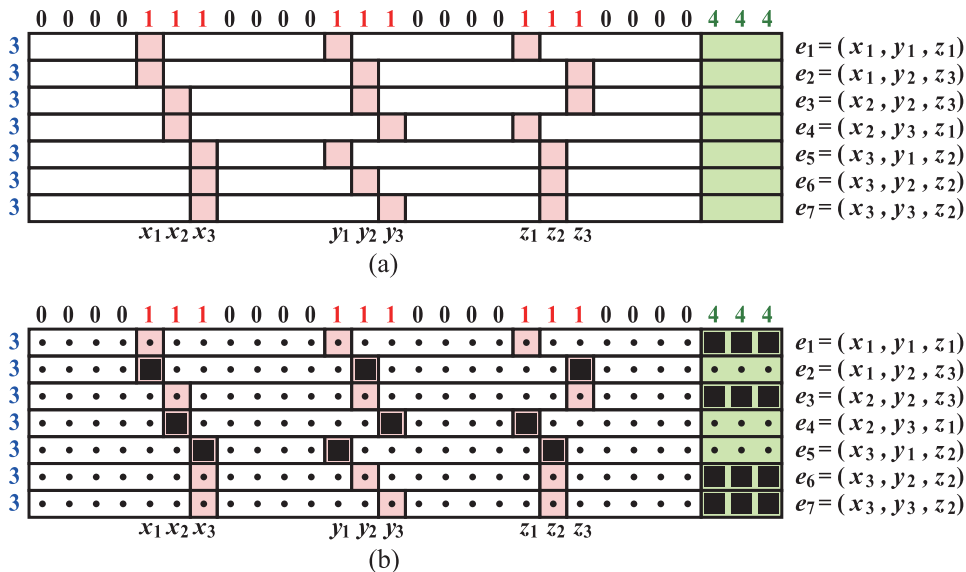 0 0 0 0 1 1 1 0 0 0 0 1 1 1 0 0 0 0 1 1 1 0 0 0 0 4 4 4
3 e₁=(x₁,y₁,z₁)
3 e₂=(x₁,y₂,z₃)
3 e₃=(x₂,y₂,z₃)
3 e₄=(x₂,y₃,z₁)
3 e₅=(x₃,y₁,z₂)
3 e₆=(x₃,y₂,z₂)
3 e₇=(x₃,y₃,z₂)
x₁ x₂ x₃ y₁ y₂ y₃ z₁ z₂ z₃
(a)
0 0 0 0 1 1 1 0 0 0 0 1 1 1 0 0 0 0 1 1 1 0 0 0 0 4 4 4
3 e₁=(x₁,y₁,z₁)
3 e₂=(x₁,y₂,z₃)
3 e₃=(x₂,y₂,z₃)
3 e₄=(x₂,y₃,z₁)
3 e₅=(x₃,y₁,z₂)
3 e₆=(x₃,y₂,z₂)
3 e₇=(x₃,y₃,z₂)
x₁ x₂ x₃ y₁ y₂ y₃ z₁ z₂ z₃
(b)